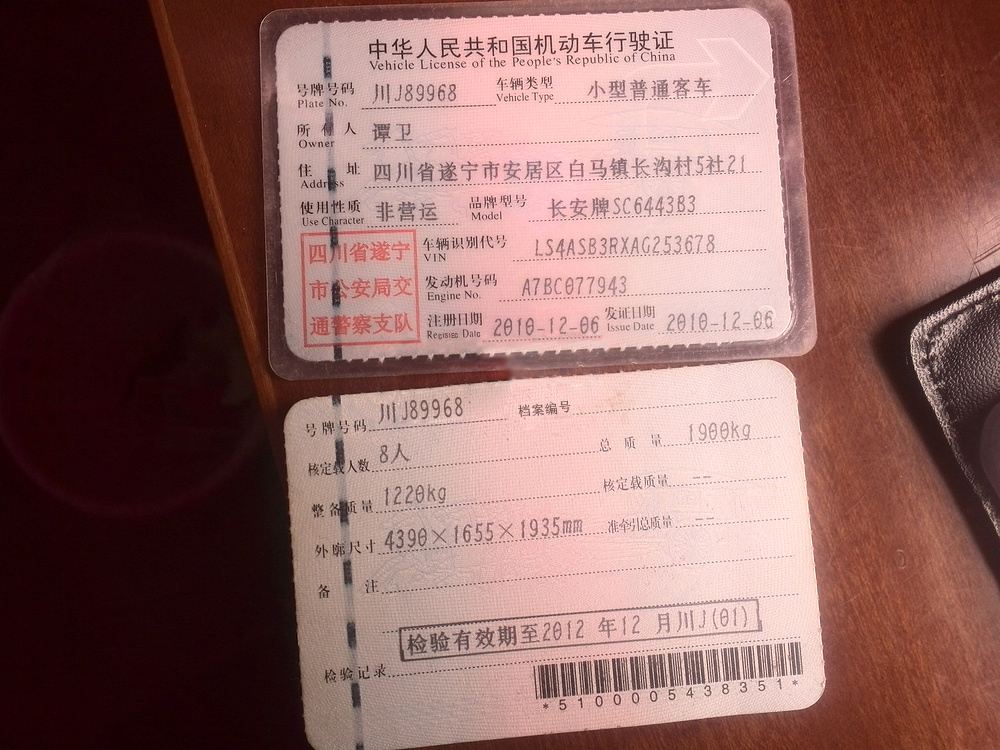 中华人民共和国机动车行驶证
Vehicle License of the People's Republic of China
号牌号码 川J89968 车辆类型 小型普通客车
Plate No. Vehicle Type
所有人 谭卫
Owner
住址 四川省遂宁市安居区白马镇长沟村5社21
Address
使用性质 非营运 品牌型号 长安牌SC6443B3
Use Character Model
四川省遂宁
市公安局交
通警察支队
车辆识别代号 LS4ASB3RXAG253678
VIN
发动机号码 A7BC077943
Engine No.
注册日期 2010-12-06 发证日期 2010-12-06
Register Date Issue Date
号牌号码 川J89968 档案编号
核定载人数 8人 总质量 1900kg
整备质量 1220kg 核定载质量 --
外廓尺寸 4390×1655×1935mm 准牵引总质量 --
备注
检验有效期至2012 年12 月川J(01)
检验记录
*5100005438351*